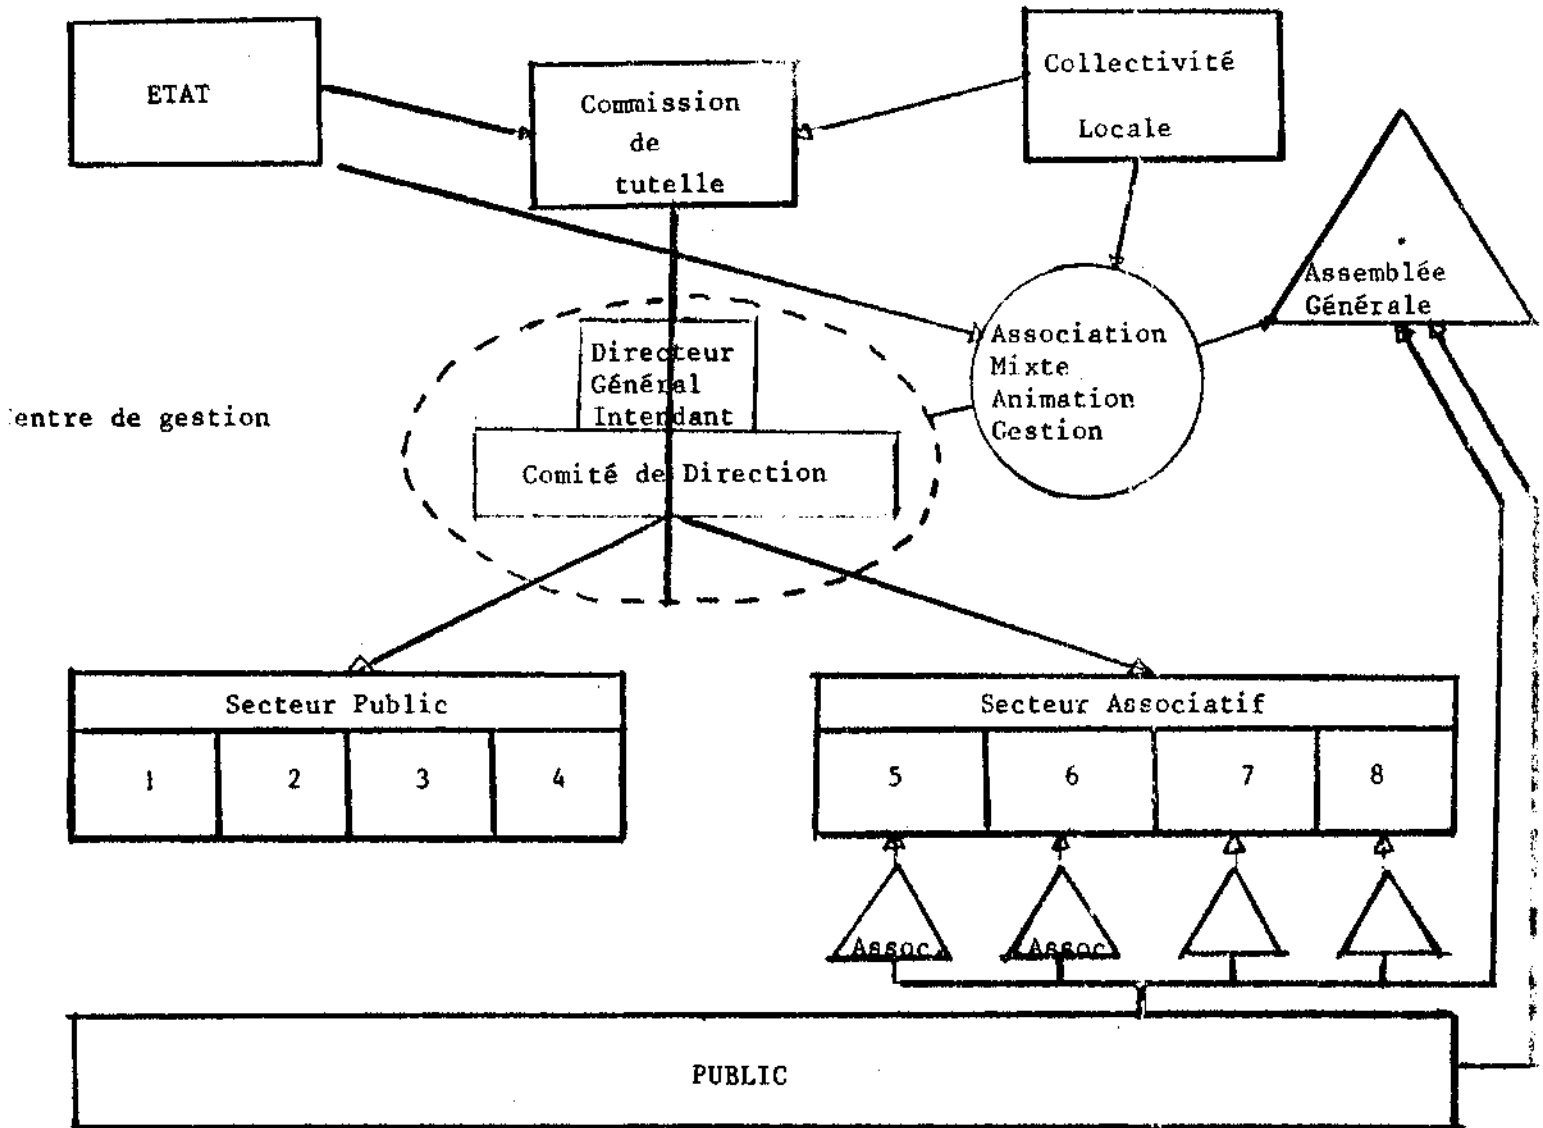 ETAT
Commission
de
tutelle
Collectivité
Locale
Assemblée
Générale
Directeur
Général
Intendant
Association
Mixte
Animation
Gestion
entre de gestion
Comité de Direction
Secteur Public
1 2 3 4
Secteur Associatif
5 6 7 8
Assoc.
Assoc
PUBLIC